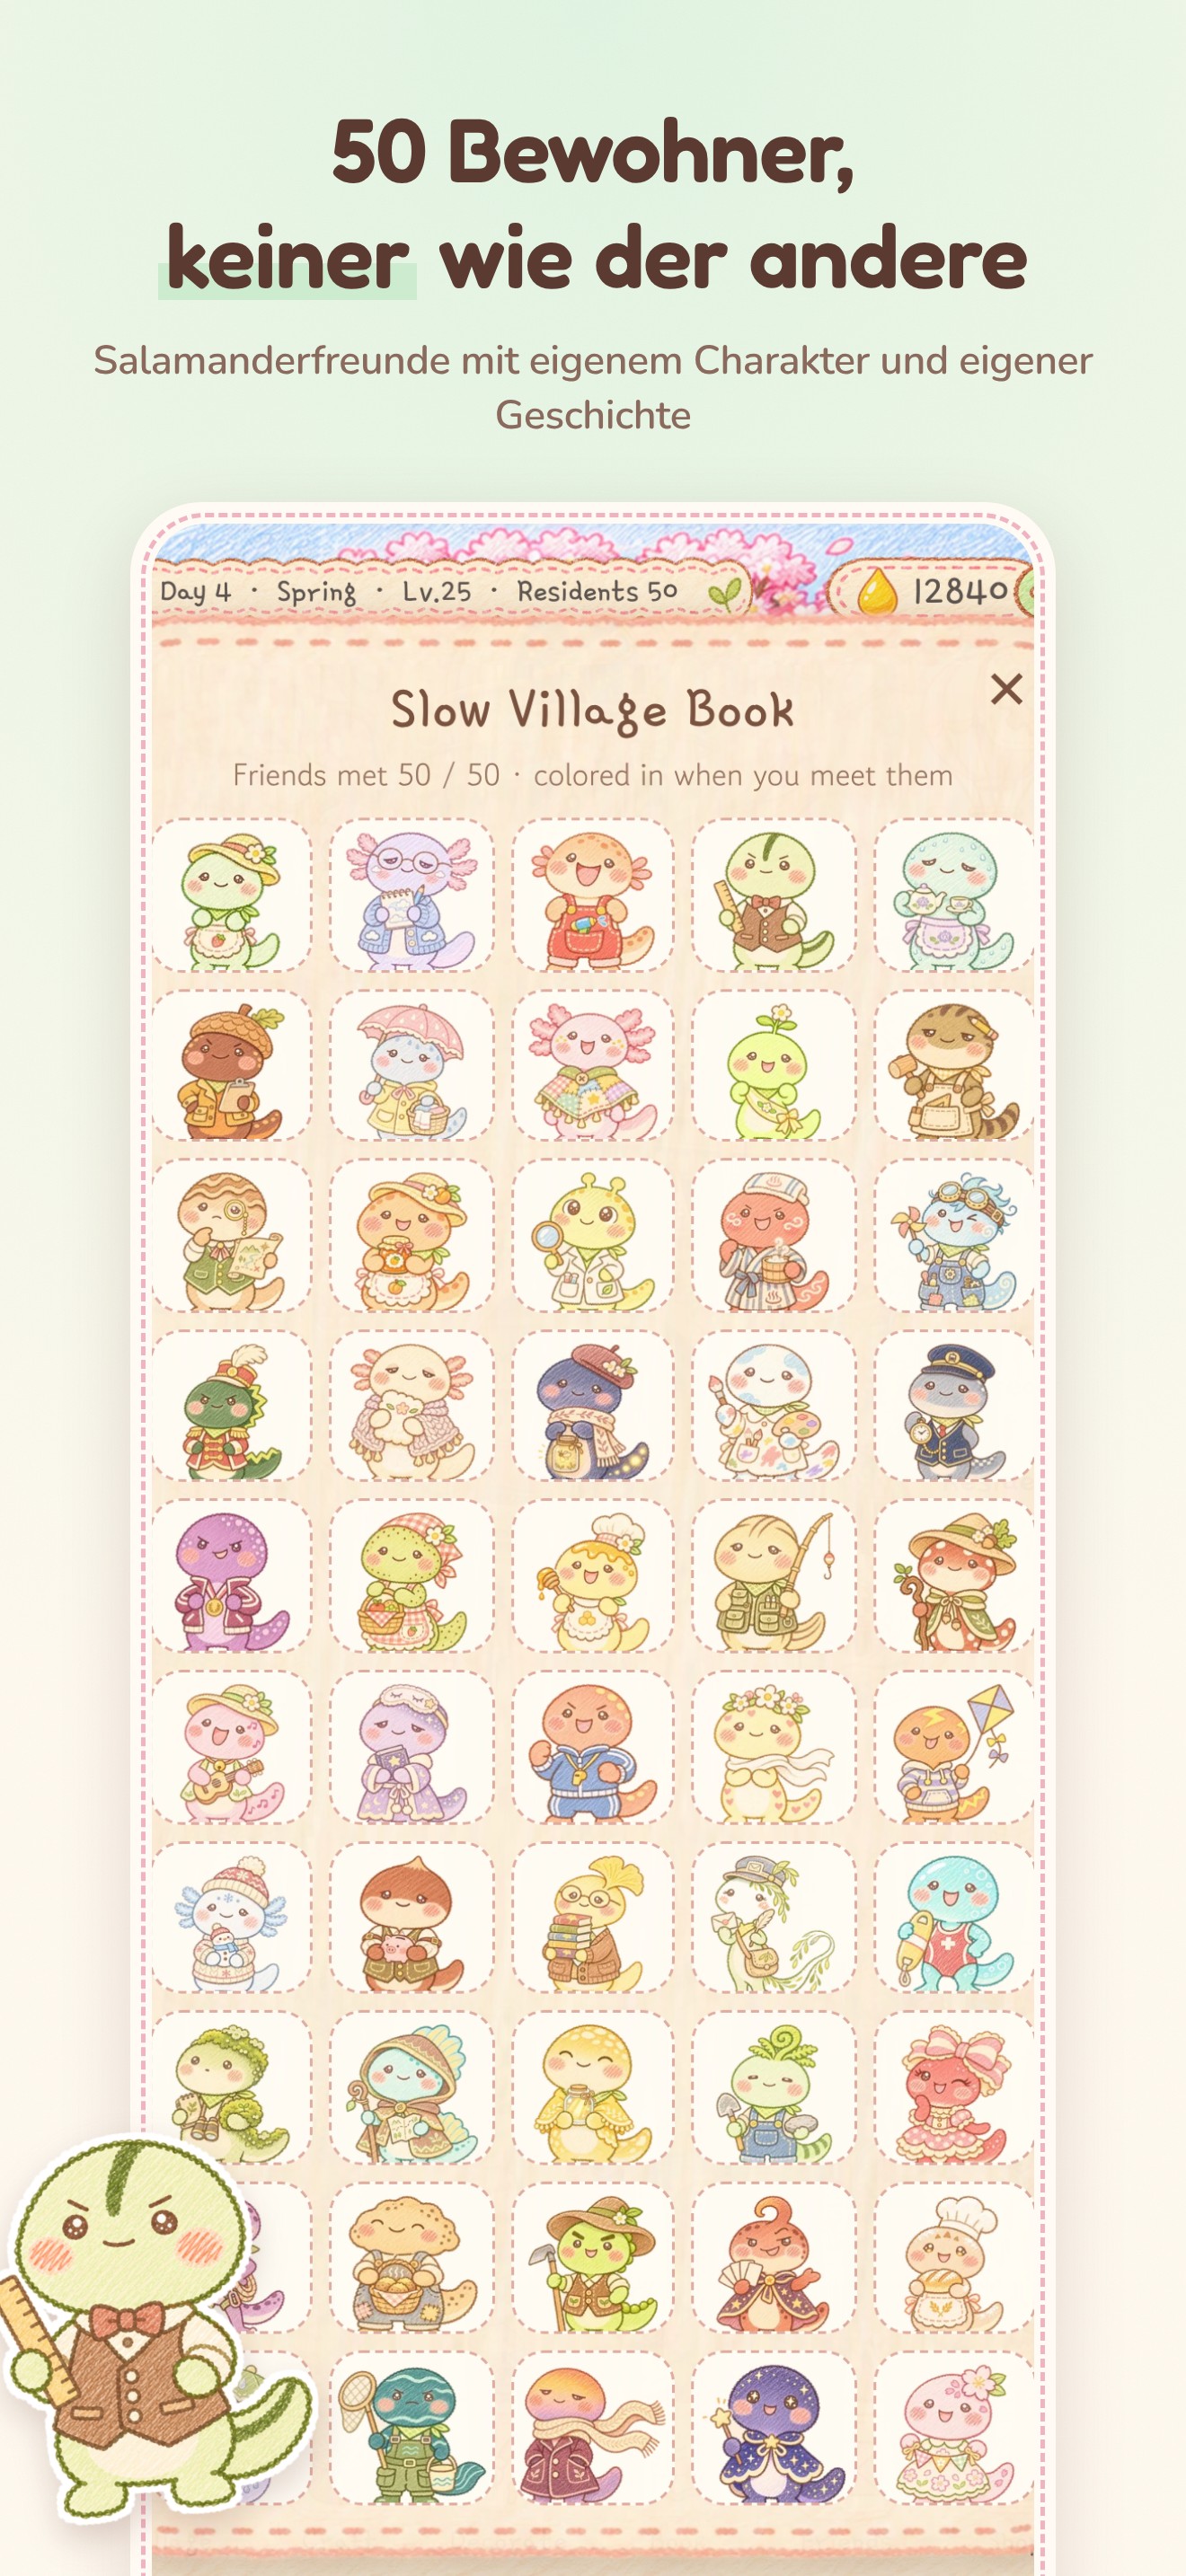 50 Bewohner,
keiner wie der andere
Salamanderfreunde mit eigenem Charakter und eigener
Geschichte
Day 4 · Spring · Lv.25 · Residents 50
12840
Slow Village Book
Friends met 50 / 50 · colored in when you meet them